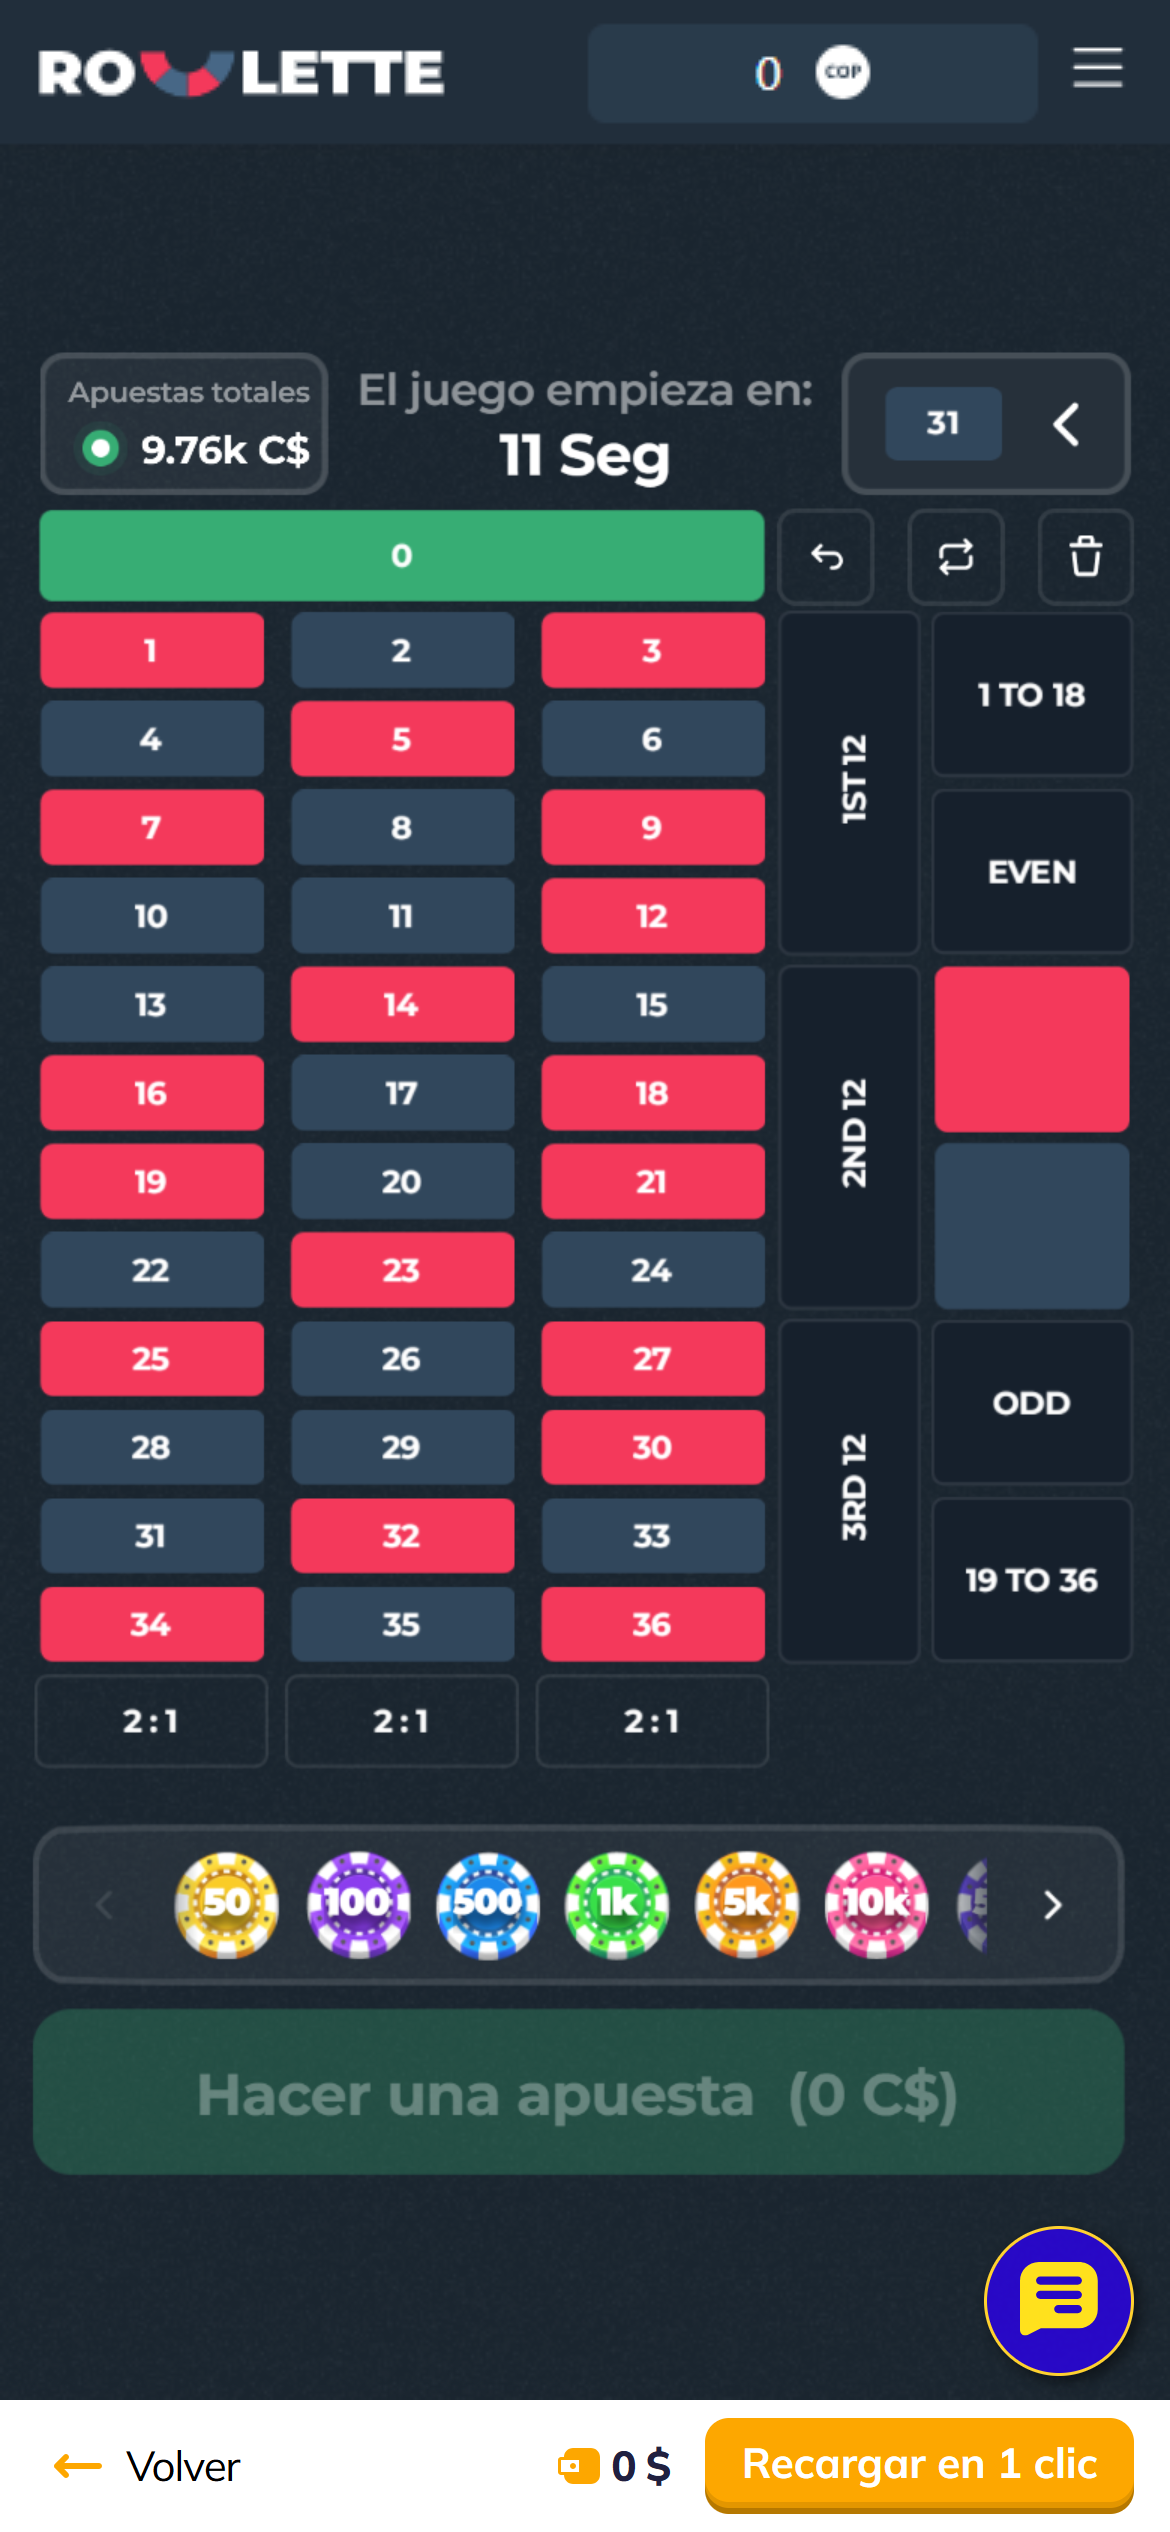 ROULETTE
0 COP
Apuestas totales
9.76k C$
El juego empieza en:
11 Seg
31
0
1 2 3
4 5 6
7 8 9
10 11 12
13 14 15
16 17 18
19 20 21
22 23 24
25 26 27
28 29 30
31 32 33
34 35 36
1ST 12
2ND 12
3RD 12
1 TO 18
EVEN
ODD
19 TO 36
2:1 2:1 2:1
50 100 500 1k 5k 10k
Hacer una apuesta (0 C$)
Volver
0 $
Recargar en 1 clic